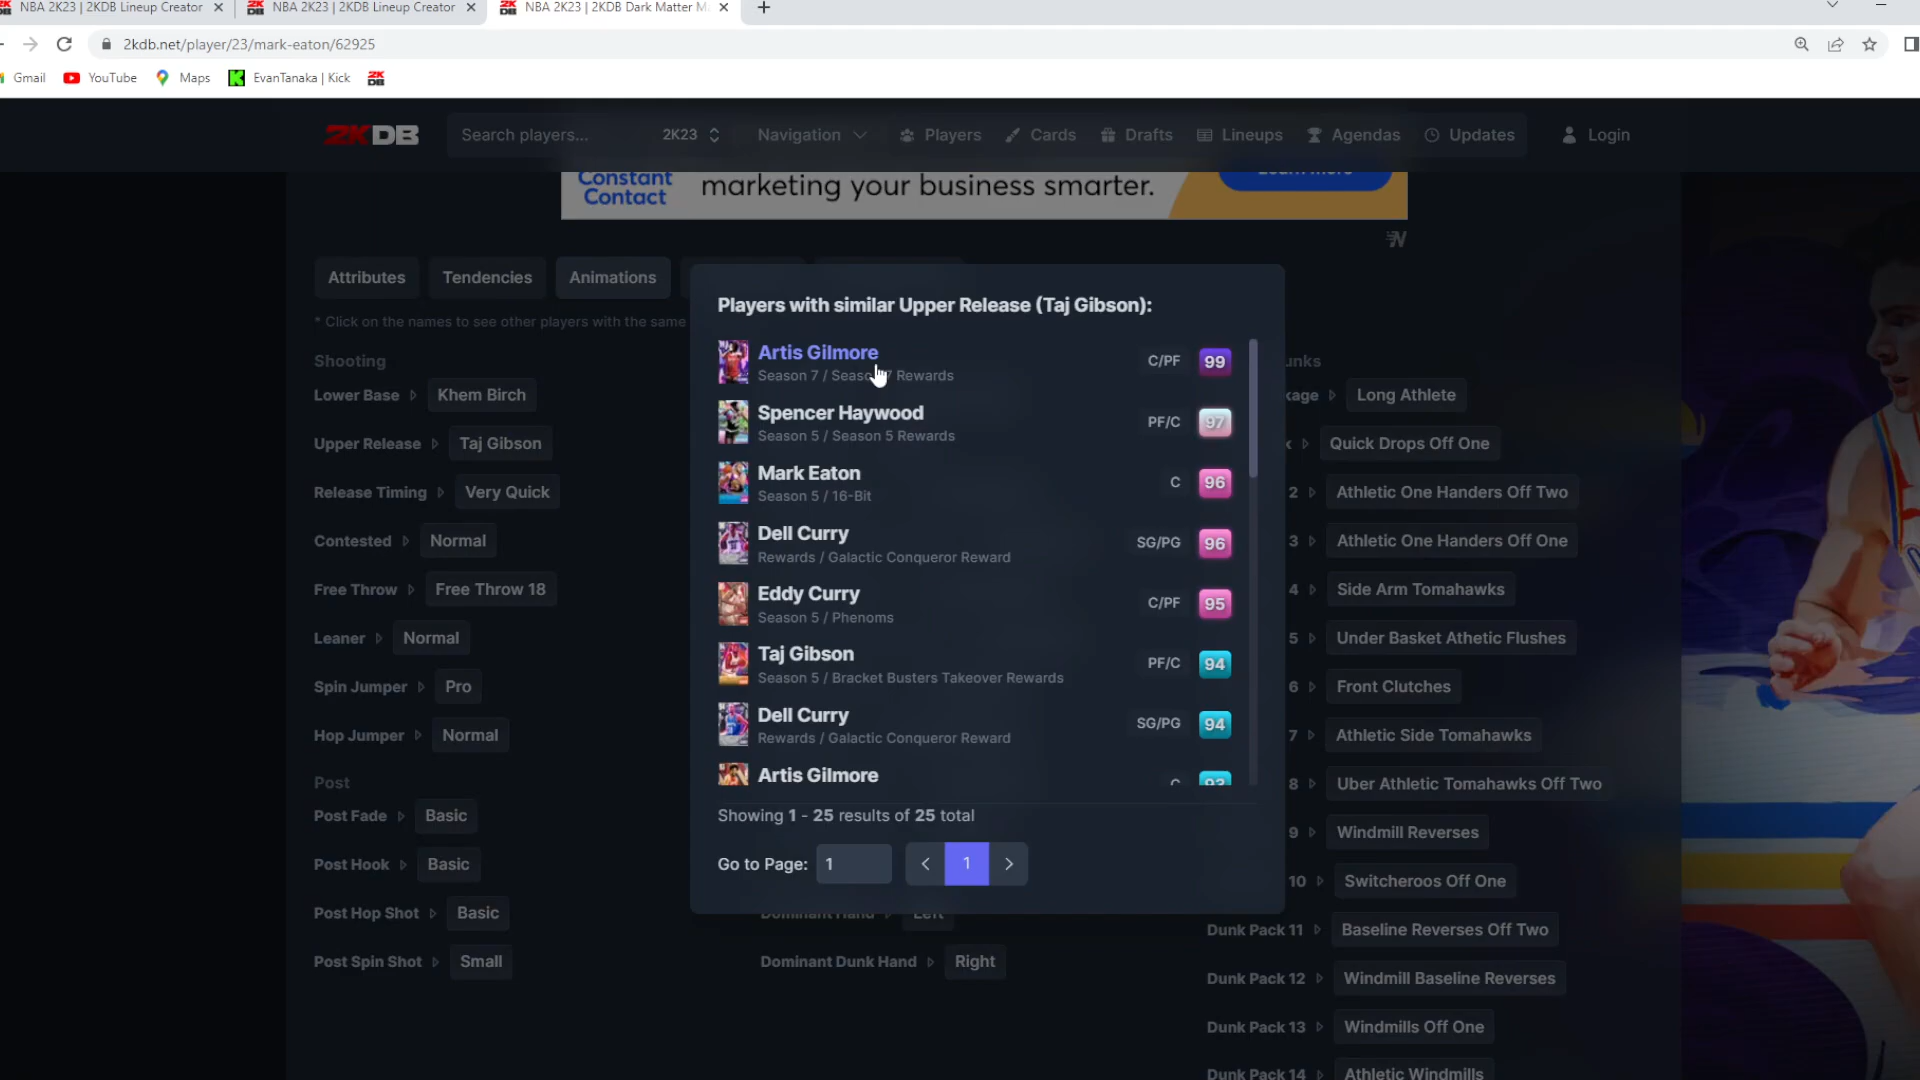 NBA 2K23 | 2KDB Lineup Creator
NBA 2K23 | 2KDB Lineup Creator
NBA 2K23 | 2KDB Dark Matter M
2kdb.net/player/23/mark-eaton/62925
Gmail
YouTube
Maps
EvanTanaka | Kick
2KDB
Search players...
2K23
Navigation
Players
Cards
Drafts
Lineups
Agendas
Updates
Login
Constant
Contact
marketing your business smarter.
Learn more
Attributes
Tendencies
Animations
* Click on the names to see other players with the same
Shooting
Lower Base
Khem Birch
Upper Release
Taj Gibson
Release Timing
Very Quick
Contested
Normal
Free Throw
Free Throw 18
Leaner
Normal
Spin Jumper
Pro
Hop Jumper
Normal
Post
Post Fade
Basic
Post Hook
Basic
Post Hop Shot
Basic
Post Spin Shot
Small
Players with similar Upper Release (Taj Gibson):
Artis Gilmore
Season 7 / Rewards
C/PF
99
Spencer Haywood
Season 5 / Season 5 Rewards
PF/C
97
Mark Eaton
Season 5 / 16-Bit
C
96
Dell Curry
Rewards / Galactic Conqueror Reward
SG/PG
96
Eddy Curry
Season 5 / Phenoms
C/PF
95
Taj Gibson
Season 5 / Bracket Busters Takeover Rewards
PF/C
94
Dell Curry
Rewards / Galactic Conqueror Reward
SG/PG
94
Artis Gilmore
C
Showing 1 - 25 results of 25 total
Go to Page:
1
1
Dominant Hand
Left
Dominant Dunk Hand
Right
unks
kage
Long Athlete
k
Quick Drops Off One
2
Athletic One Handers Off Two
3
Athletic One Handers Off One
4
Side Arm Tomahawks
5
Under Basket Athetic Flushes
6
Front Clutches
7
Athletic Side Tomahawks
8
Uber Athletic Tomahawks Off Two
9
Windmill Reverses
10
Switcheroos Off One
Dunk Pack 11
Baseline Reverses Off Two
Dunk Pack 12
Windmill Baseline Reverses
Dunk Pack 13
Windmills Off One
Dunk Pack 14
Athletic Windmills